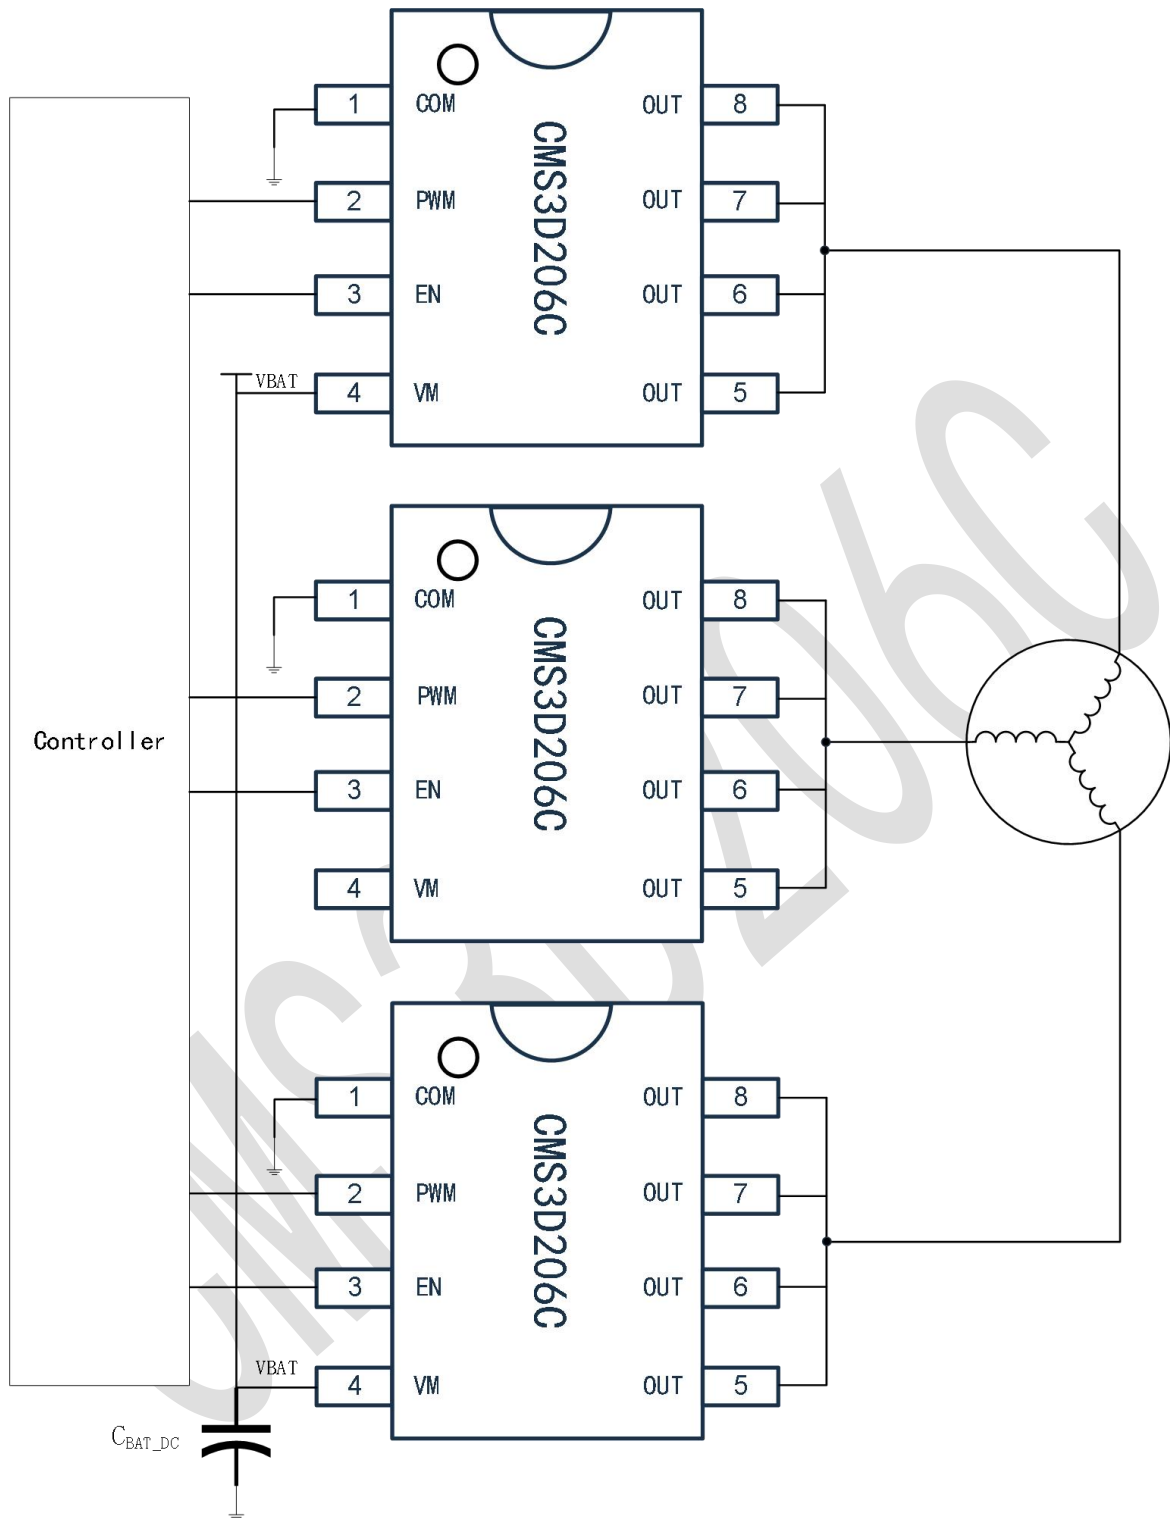 1 COM OUT 8
2 PWM OUT 7
3 EN OUT 6
VBAT 4 VM OUT 5
CMS3D206C
1 COM OUT 8
2 PWM OUT 7
3 EN OUT 6
4 VM OUT 5
CMS3D206C
Controller
1 COM OUT 8
2 PWM OUT 7
3 EN OUT 6
VBAT 4 VM OUT 5
CMS3D206C
CBAT_DC
CMS3D206C